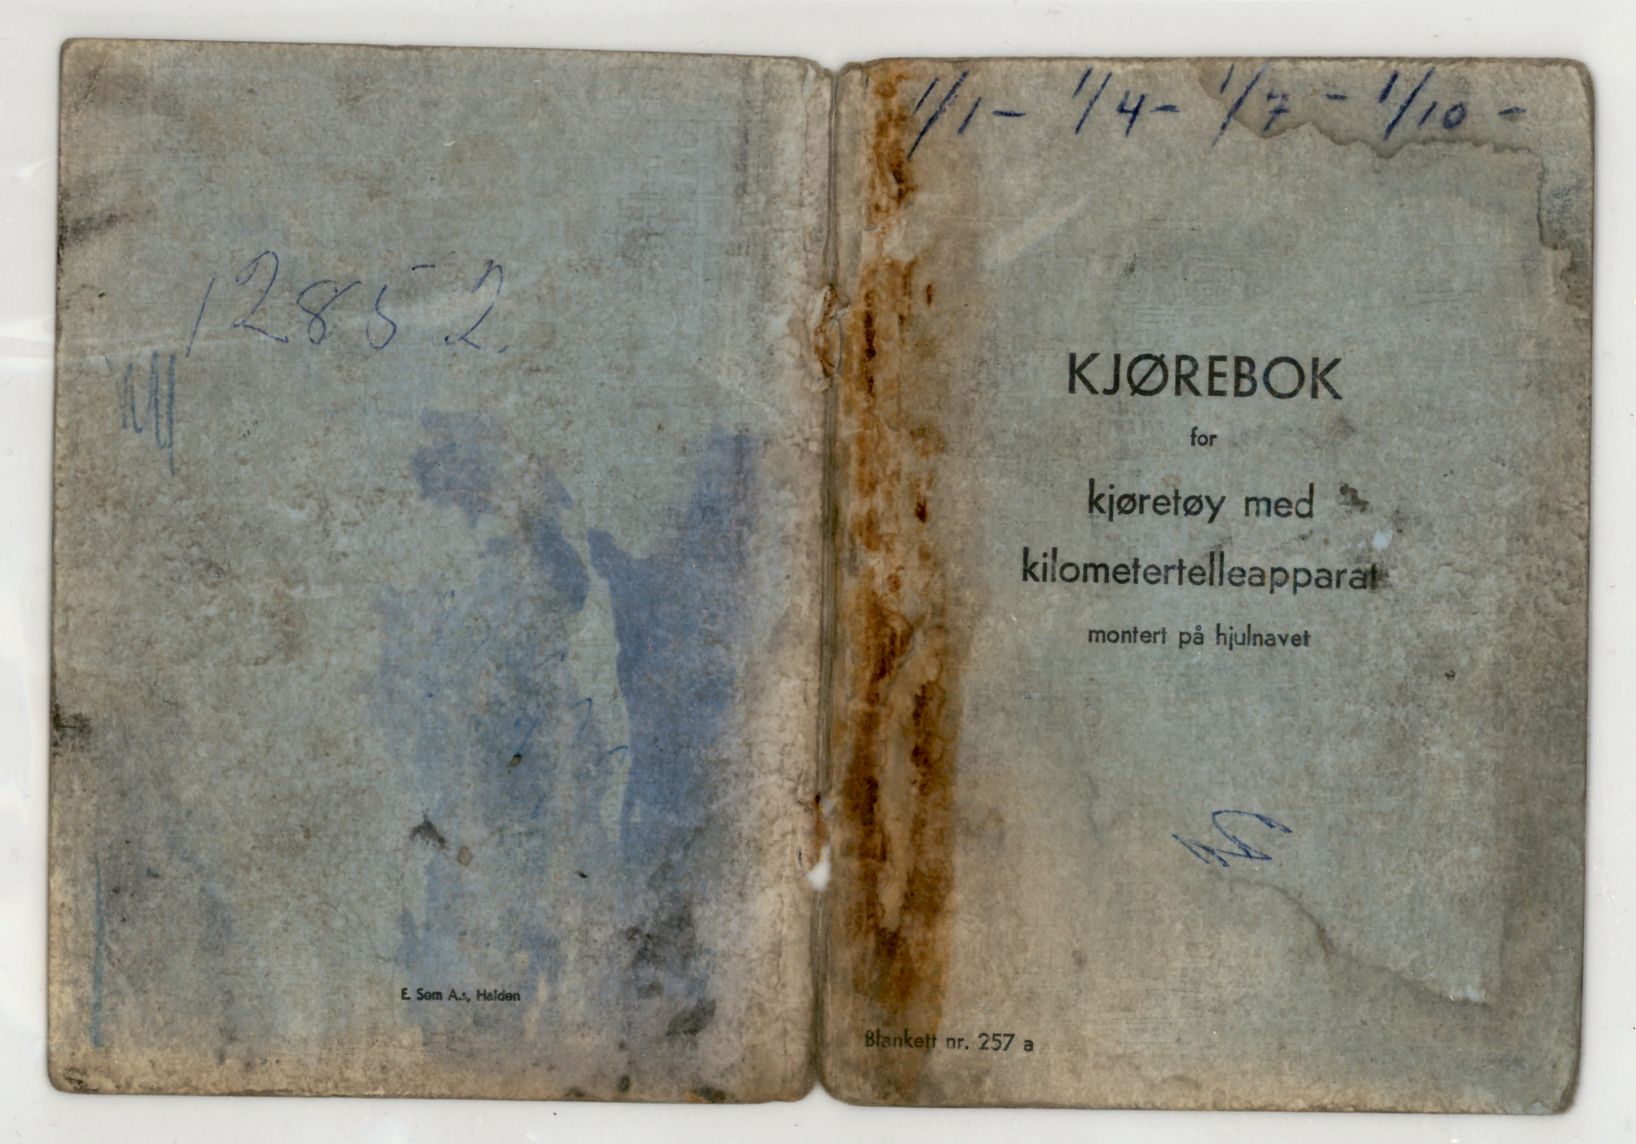 12852.
E. Sem A.s, Halden
1/1 - 1/4 - 1/7 - 1/10 -
KJØREBOK
for
kjøretøy med
kilometertelleapparat
montert på hjulnavet
Blankett nr. 257 a